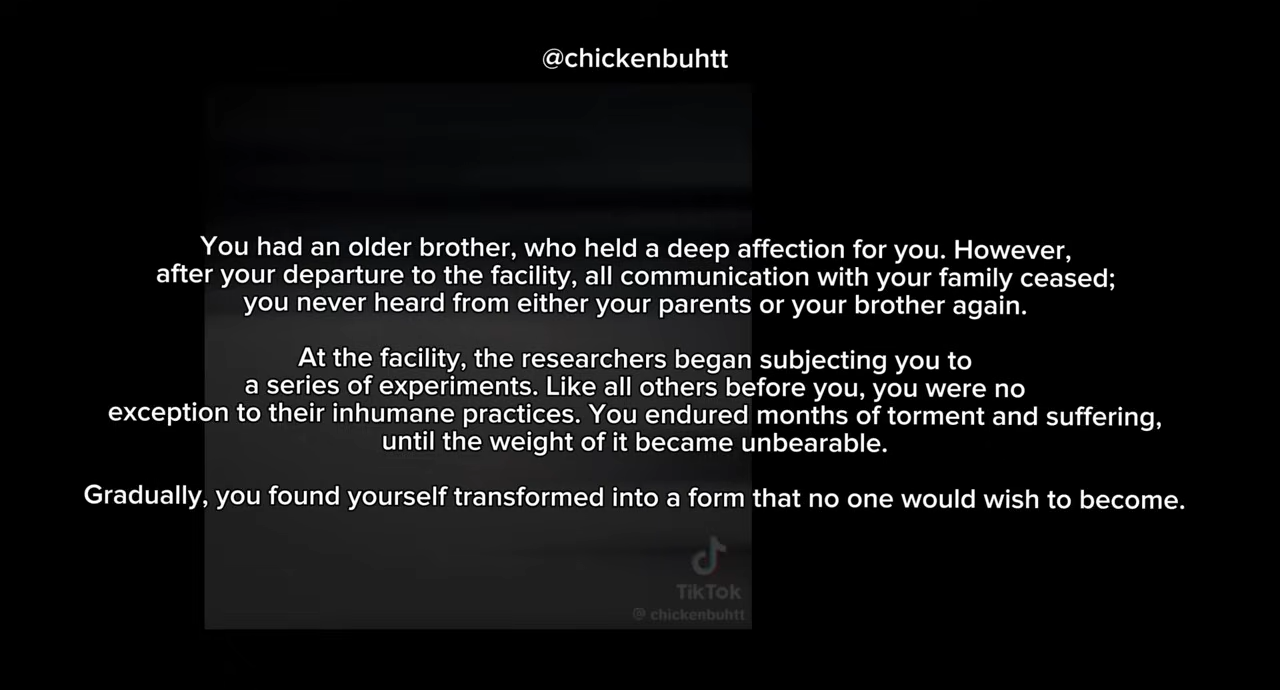 @chickenbuhtt
You had an older brother, who held a deep affection for you. However,
after your departure to the facility, all communication with your family ceased;
you never heard from either your parents or your brother again.
At the facility, the researchers began subjecting you to
a series of experiments. Like all others before you, you were no
exception to their inhumane practices. You endured months of torment and suffering,
until the weight of it became unbearable.
Gradually, you found yourself transformed into a form that no one would wish to become.
TikTok
@ chickenbuhtt